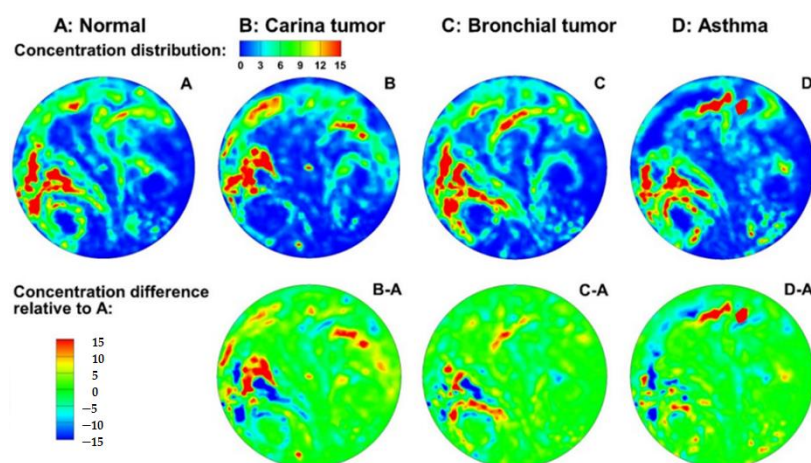 A: Normal
B: Carina tumor
C: Bronchial tumor
D: Asthma
Concentration distribution:
0 3 6 9 12 15
A
B
C
D
Concentration difference
relative to A:
B-A
C-A
D-A
15
10
5
0
−5
−10
−15